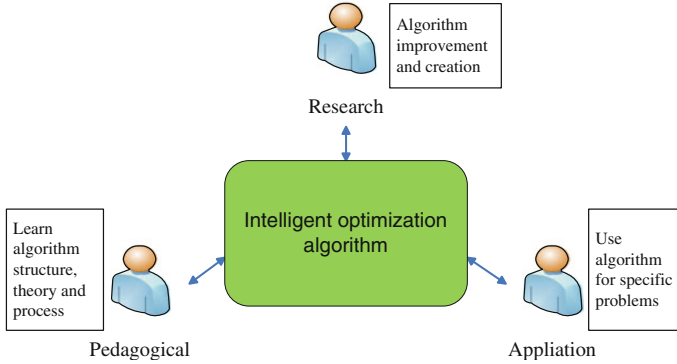 Algorithm
improvement
and creation
Research
Intelligent optimization
algorithm
Learn
algorithm
structure,
theory and
process
Pedagogical
Use
algorithm
for specific
problems
Appliation